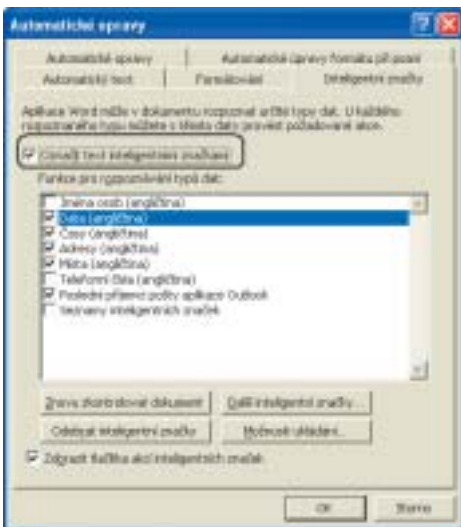 Automatické opravy
Automatické opravy
Automatické úpravy formátu při psaní
Automatický text
Formátování
Inteligentní značky
Aplikace Word může v dokumentu rozpoznat určité typy dat. U každého
rozpoznaného typu můžete s těmito daty provést požadované akce.
Označit text inteligentními značkami
Funkce pro rozpoznávání typů dat:
Jména osob (angličtina)
Data (angličtina)
Časy (angličtina)
Adresy (angličtina)
Místa (angličtina)
Telefonní čísla (angličtina)
Poslední příjemci pošty aplikace Outlook
Seznamy inteligentních značek
Znovu zkontrolovat dokument
Další inteligentní značky...
Odebrat inteligentní značky
Možnosti ukládání...
Zobrazit tlačítka akcí inteligentních značek
OK
Storno